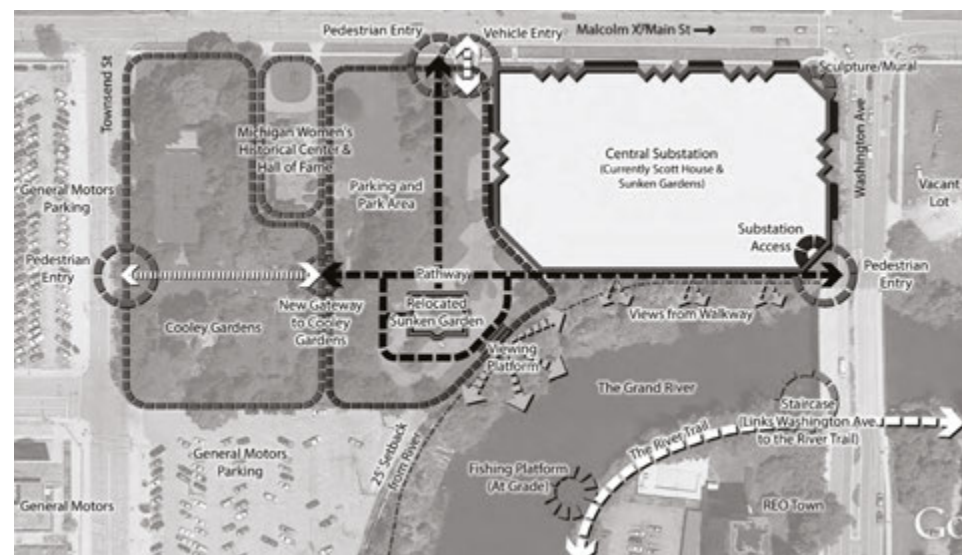 Pedestrian Entry
Vehicle Entry
Malcolm X/Main St
Sculpture/Mural
Townsend St
Washington Ave
Michigan Women's
Historical Center &
Hall of Fame
Central Substation
(Currently Scott House &
Sunken Gardens)
General Motors
Parking
Parking and
Park Area
Vacant
Lot
Substation
Access
Pedestrian
Entry
Pathway
Pedestrian
Entry
New Gateway
to Cooley
Gardens
Relocated
Sunken Garden
Cooley Gardens
Views from Walkway
Viewing
Platform
The Grand River
Staircase
(Links Washington Ave.
to the River Trail)
The River Trail
25' Setback
from River
General Motors
Parking
Fishing Platform
(At Grade)
General Motors
REO Town
Go